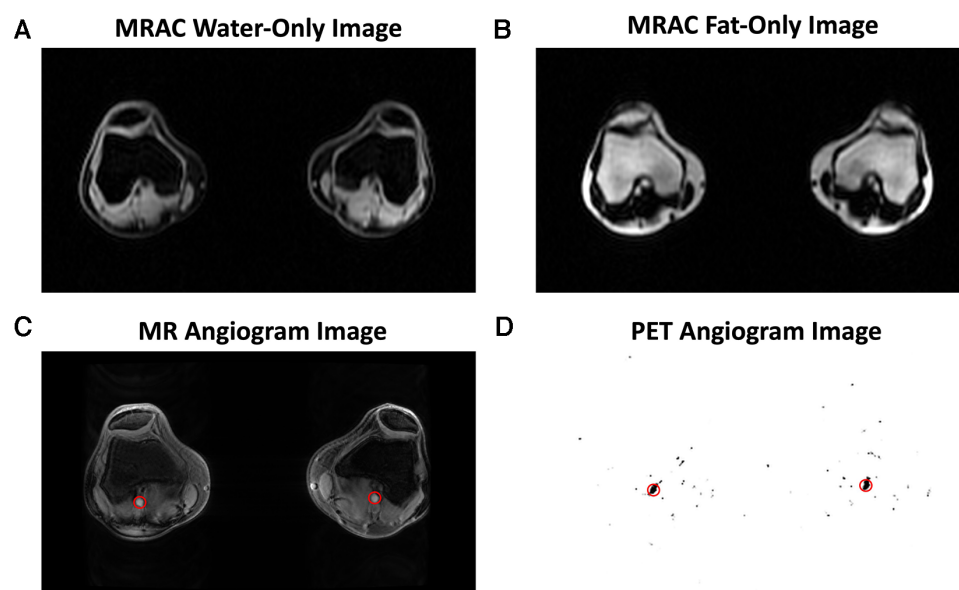 A
MRAC Water-Only Image
B
MRAC Fat-Only Image
C
MR Angiogram Image
D
PET Angiogram Image